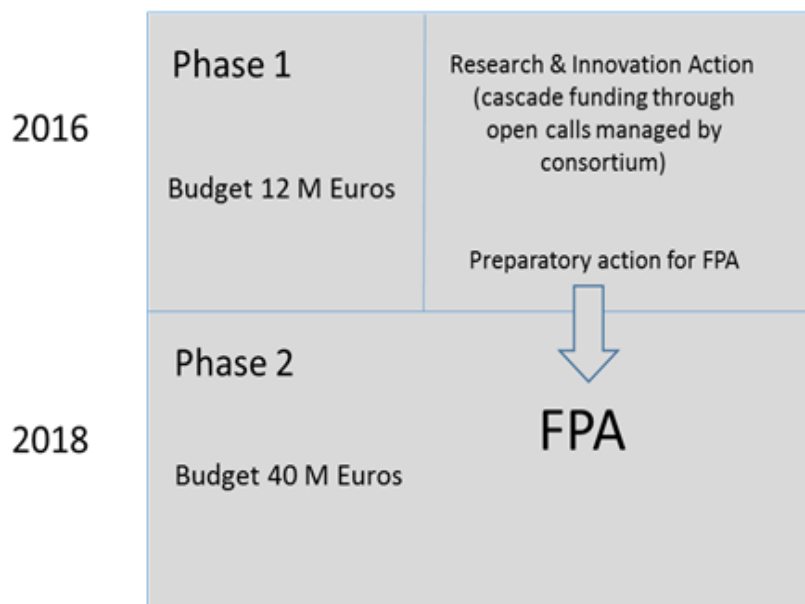 2016
Phase 1
Budget 12 M Euros
Research & Innovation Action
(cascade funding through
open calls managed by
consortium)
Preparatory action for FPA
2018
Phase 2
Budget 40 M Euros
FPA